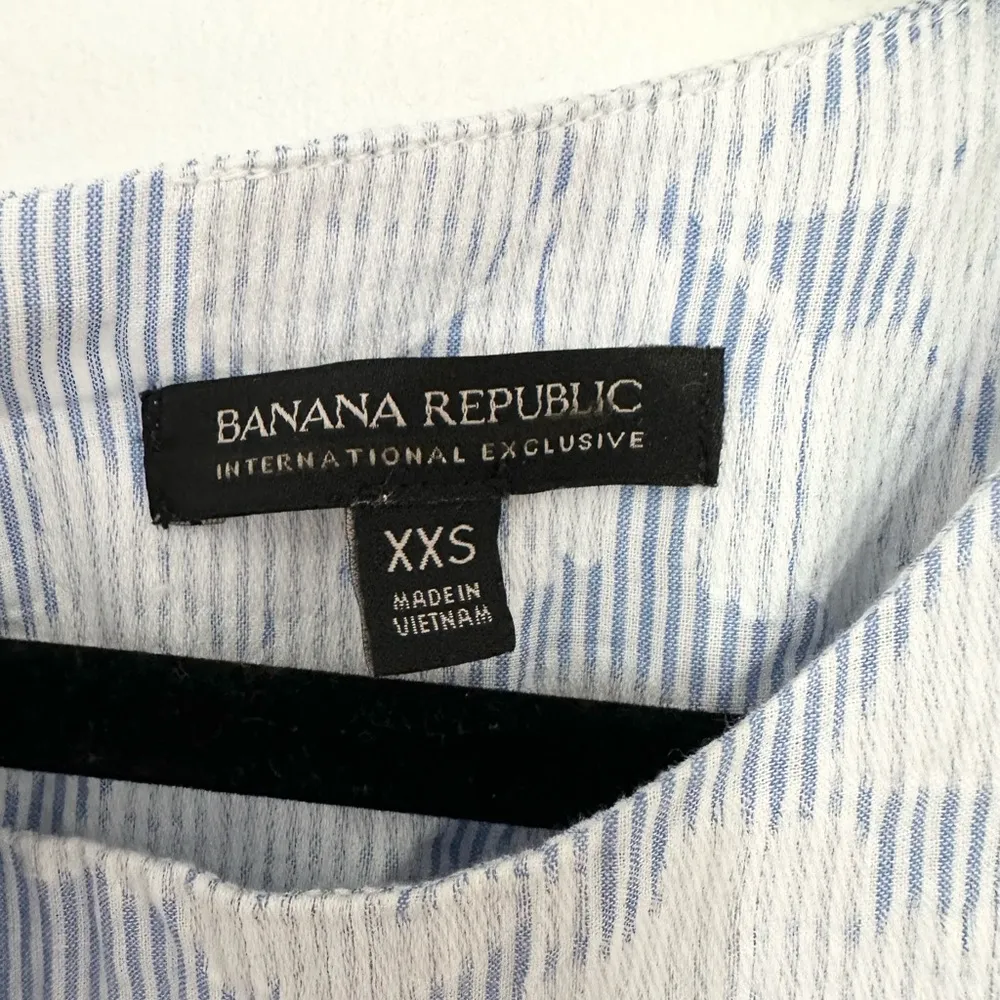 BANANA REPUBLIC
INTERNATIONAL EXCLUSIVE
XXS
MADE IN
VIETNAM